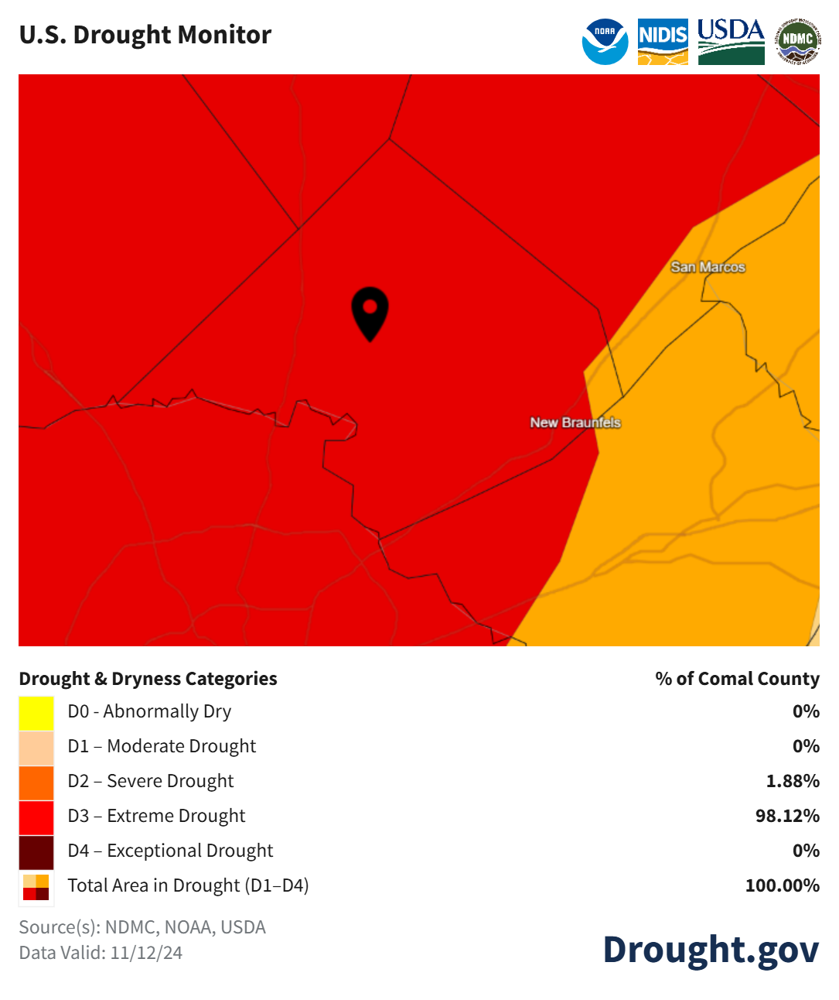 U.S. Drought Monitor
NOAA
NIDIS
USDA
NDMC
San Marcos
New Braunfels
Drought & Dryness Categories % of Comal County
D0 - Abnormally Dry 0%
D1 – Moderate Drought 0%
D2 – Severe Drought 1.88%
D3 – Extreme Drought 98.12%
D4 – Exceptional Drought 0%
Total Area in Drought (D1–D4) 100.00%
Source(s): NDMC, NOAA, USDA
Data Valid: 11/12/24
Drought.gov